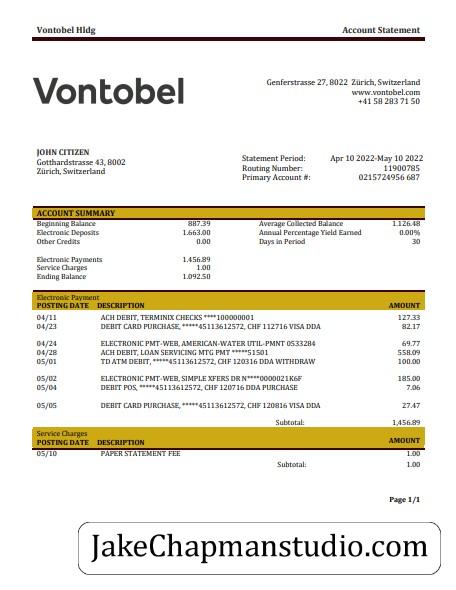 Vontobel Hldg Account Statement
Vontobel Genferstrasse 27, 8022 Zürich, Switzerland
www.vontobel.com
+41 58 283 71 50
JOHN CITIZEN
Gotthardstrasse 43, 8002
Zürich, Switzerland
Statement Period: Apr 10 2022-May 10 2022
Routing Number: 11900785
Primary Account #: 0215724956 687
ACCOUNT SUMMARY
Beginning Balance 887.39 Average Collected Balance 1.126.48
Electronic Deposits 1.663.00 Annual Percentage Yield Earned 0.00%
Other Credits 0.00 Days in Period 30
Electronic Payments 1.456.89
Service Charges 1.00
Ending Balance 1.092.50
Electronic Payment
POSTING DATE DESCRIPTION AMOUNT
04/11 ACH DEBIT, TERMINIX CHECKS ****100000001 127.33
04/23 DEBIT CARD PURCHASE, *****45113612572, CHF 112716 VISA DDA 82.17
04/24 ELECTRONIC PMT-WEB, AMERICAN-WATER UTIL-PMNT 0533284 69.77
04/28 ACH DEBIT, LOAN SERVICING MTG PMT *****51501 558.09
05/01 TD ATM DEBIT, *****45113612572, CHF 120316 DDA WITHDRAW 100.00
05/02 ELECTRONIC PMT-WEB, SIMPLE XFERS DR N****0000021K6F 185.00
05/04 DEBIT POS, *****45113612572, CHF 120716 DDA PURCHASE 7.06
05/05 DEBIT CARD PURCHASE, *****45113612572, CHF 120816 VISA DDA 27.47
Subtotal: 1,456.89
Service Charges
POSTING DATE DESCRIPTION AMOUNT
05/10 PAPER STATEMENT FEE 1.00
Subtotal: 1.00
Page 1/1
JakeChapmanstudio.com